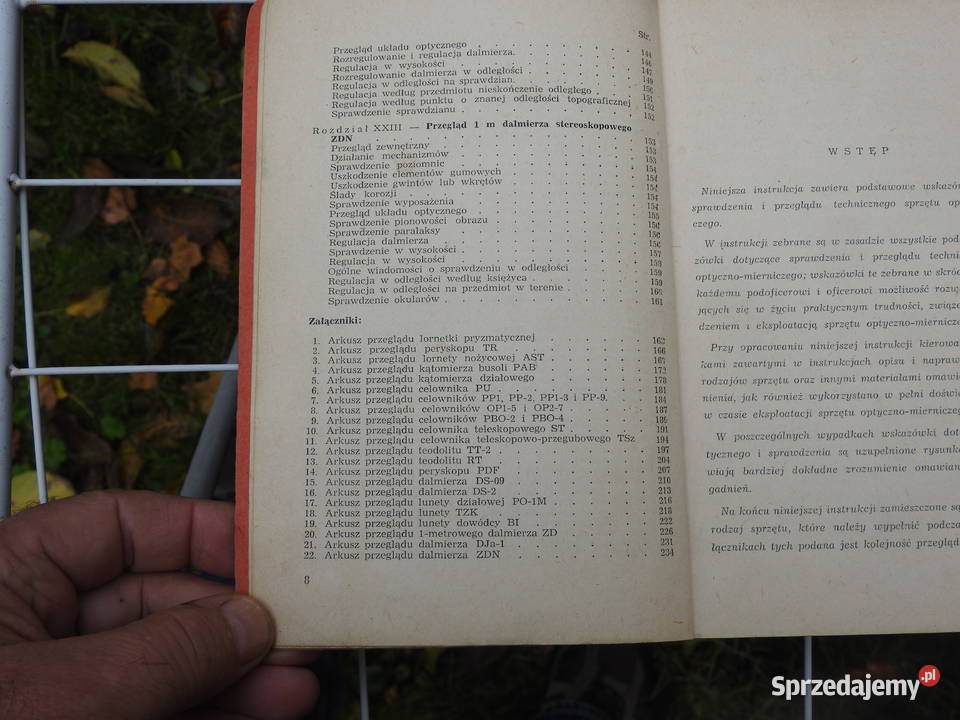 Str.
Przegląd układu optycznego . . . . . . . . . 144
Rozregulowanie i regulacja dalmierza. . . . . . . 146
Regulacja w wysokości . . . . . . . . . . 147
Rozregulowanie dalmierza w odległości . . . . . . 149
Regulacja w odległości na sprawdzian. . . . . . . 150
Regulacja według przedmiotu nieskończenie odległego . . . 151
Regulacja według punktu o znanej odległości topograficznej 152
Sprawdzenie sprawdzianu . . . . . . . . . 152
Rozdział XXIII — Przegląd 1 m dalmierza stereoskopowego
ZDN . . . . . . . . . . . . 153
Przegląd zewnętrzny . . . . . . . . . . 153
Działanie mechanizmów . . . . . . . . . 153
Sprawdzenie poziomnic . . . . . . . . . 154
Uszkodzenie elementów gumowych . . . . . . . 154
Uszkodzenie gwintów lub wkrętów . . . . . . . 154
Ślady korozji . . . . . . . . . . . 154
Sprawdzenie wyposażenia . . . . . . . . . 154
Przegląd układu optycznego . . . . . . . . 155
Sprawdzenie pionowości obrazu . . . . . . . 156
Sprawdzenie paralaksy . . . . . . . . . 156
Regulacja dalmierza . . . . . . . . . . 156
Sprawdzenie w wysokości . . . . . . . . . 157
Regulacja w wysokości . . . . . . . . . 158
Ogólne wiadomości o sprawdzeniu w odległości . . . . 159
Regulacja w odległości według księżyca . . . . . 159
Regulacja w odległości na przedmiot w terenie . . . . 160
Sprawdzenie okularów . . . . . . . . . 161
Załączniki:
1. Arkusz przeglądu lornetki pryzmatycznej . . . . . 162
2. Arkusz przeglądu peryskopu TR . . . . . . . 166
3. Arkusz przeglądu lornety nożycowej AST . . . . . 167
4. Arkusz przeglądu kątomierza busoli PAB . . . . . 172
5. Arkusz przeglądu kątomierza działowego . . . . . 178
6. Arkusz przeglądu celownika PU . . . . . . . 181
7. Arkusz przeglądu celowników PP1, PP-2, PP1-3 i PP-9. . . 184
8. Arkusz przeglądu celowników OP1-5 i OP2-7 . . . . 187
9. Arkusz przeglądu celowników PBO-2 i PBO-4 . . . . 189
10. Arkusz przeglądu celownika teleskopowego ST . . . . 191
11. Arkusz przeglądu celownika teleskopowo-przegubowego TSz 194
12. Arkusz przeglądu teodolitu TT-2 . . . . . . . 197
13. Arkusz przeglądu teodolitu RT . . . . . . . 204
14. Arkusz przeglądu peryskopu PDF . . . . . . . 207
15. Arkusz przeglądu dalmierza DS-09 . . . . . . 210
16. Arkusz przeglądu dalmierza DS-2 . . . . . . . 213
17. Arkusz przeglądu lunety działowej PO-1M . . . . . 216
18. Arkusz przeglądu lunety TZK . . . . . . . 218
19. Arkusz przeglądu lunety dowódcy BI . . . . . . 222
20. Arkusz przeglądu 1-metrowego dalmierza ZD . . . . 226
21. Arkusz przeglądu dalmierza DJa-I . . . . . . 231
22. Arkusz przeglądu dalmierza ZDN . . . . . . 234
8
WSTĘP
Niniejsza instrukcja zawiera podstawowe wskazów
sprawdzenia i przeglądu technicznego sprzętu op
czego.
W instrukcji zebrane są w zasadzie wszystkie pod
zówki dotyczące sprawdzenia i przeglądu techni
optyczno-mierniczego; wskazówki te zebrane w skróc
każdemu podoficerowi i oficerowi możliwość rozwią
jących się w życiu praktycznym trudności, związa
dzeniem i eksploatacją sprzętu optyczno-mierniczeg
Przy opracowaniu niniejszej instrukcji kierowa
kami zawartymi w instrukcjach opisu i napraw
rodzajów sprzętu oraz innymi materialami omawi
nienia, jak również wykorzystano w pełni doświ
w czasie eksploatacji sprzętu optyczno-mierniczeg
W poszczególnych wypadkach wskazówki dot
tycznego i sprawdzenia są uzupełnione rysunk
wiają bardziej dokładne zrozumienie omawian
gadnień.
Na końcu niniejszej instrukcji zamieszczone są
rodzaj sprzętu, które należy wypełnić podcza
łącznikach tych podana jest kolejność przegląd
Sprzedajemy.pl